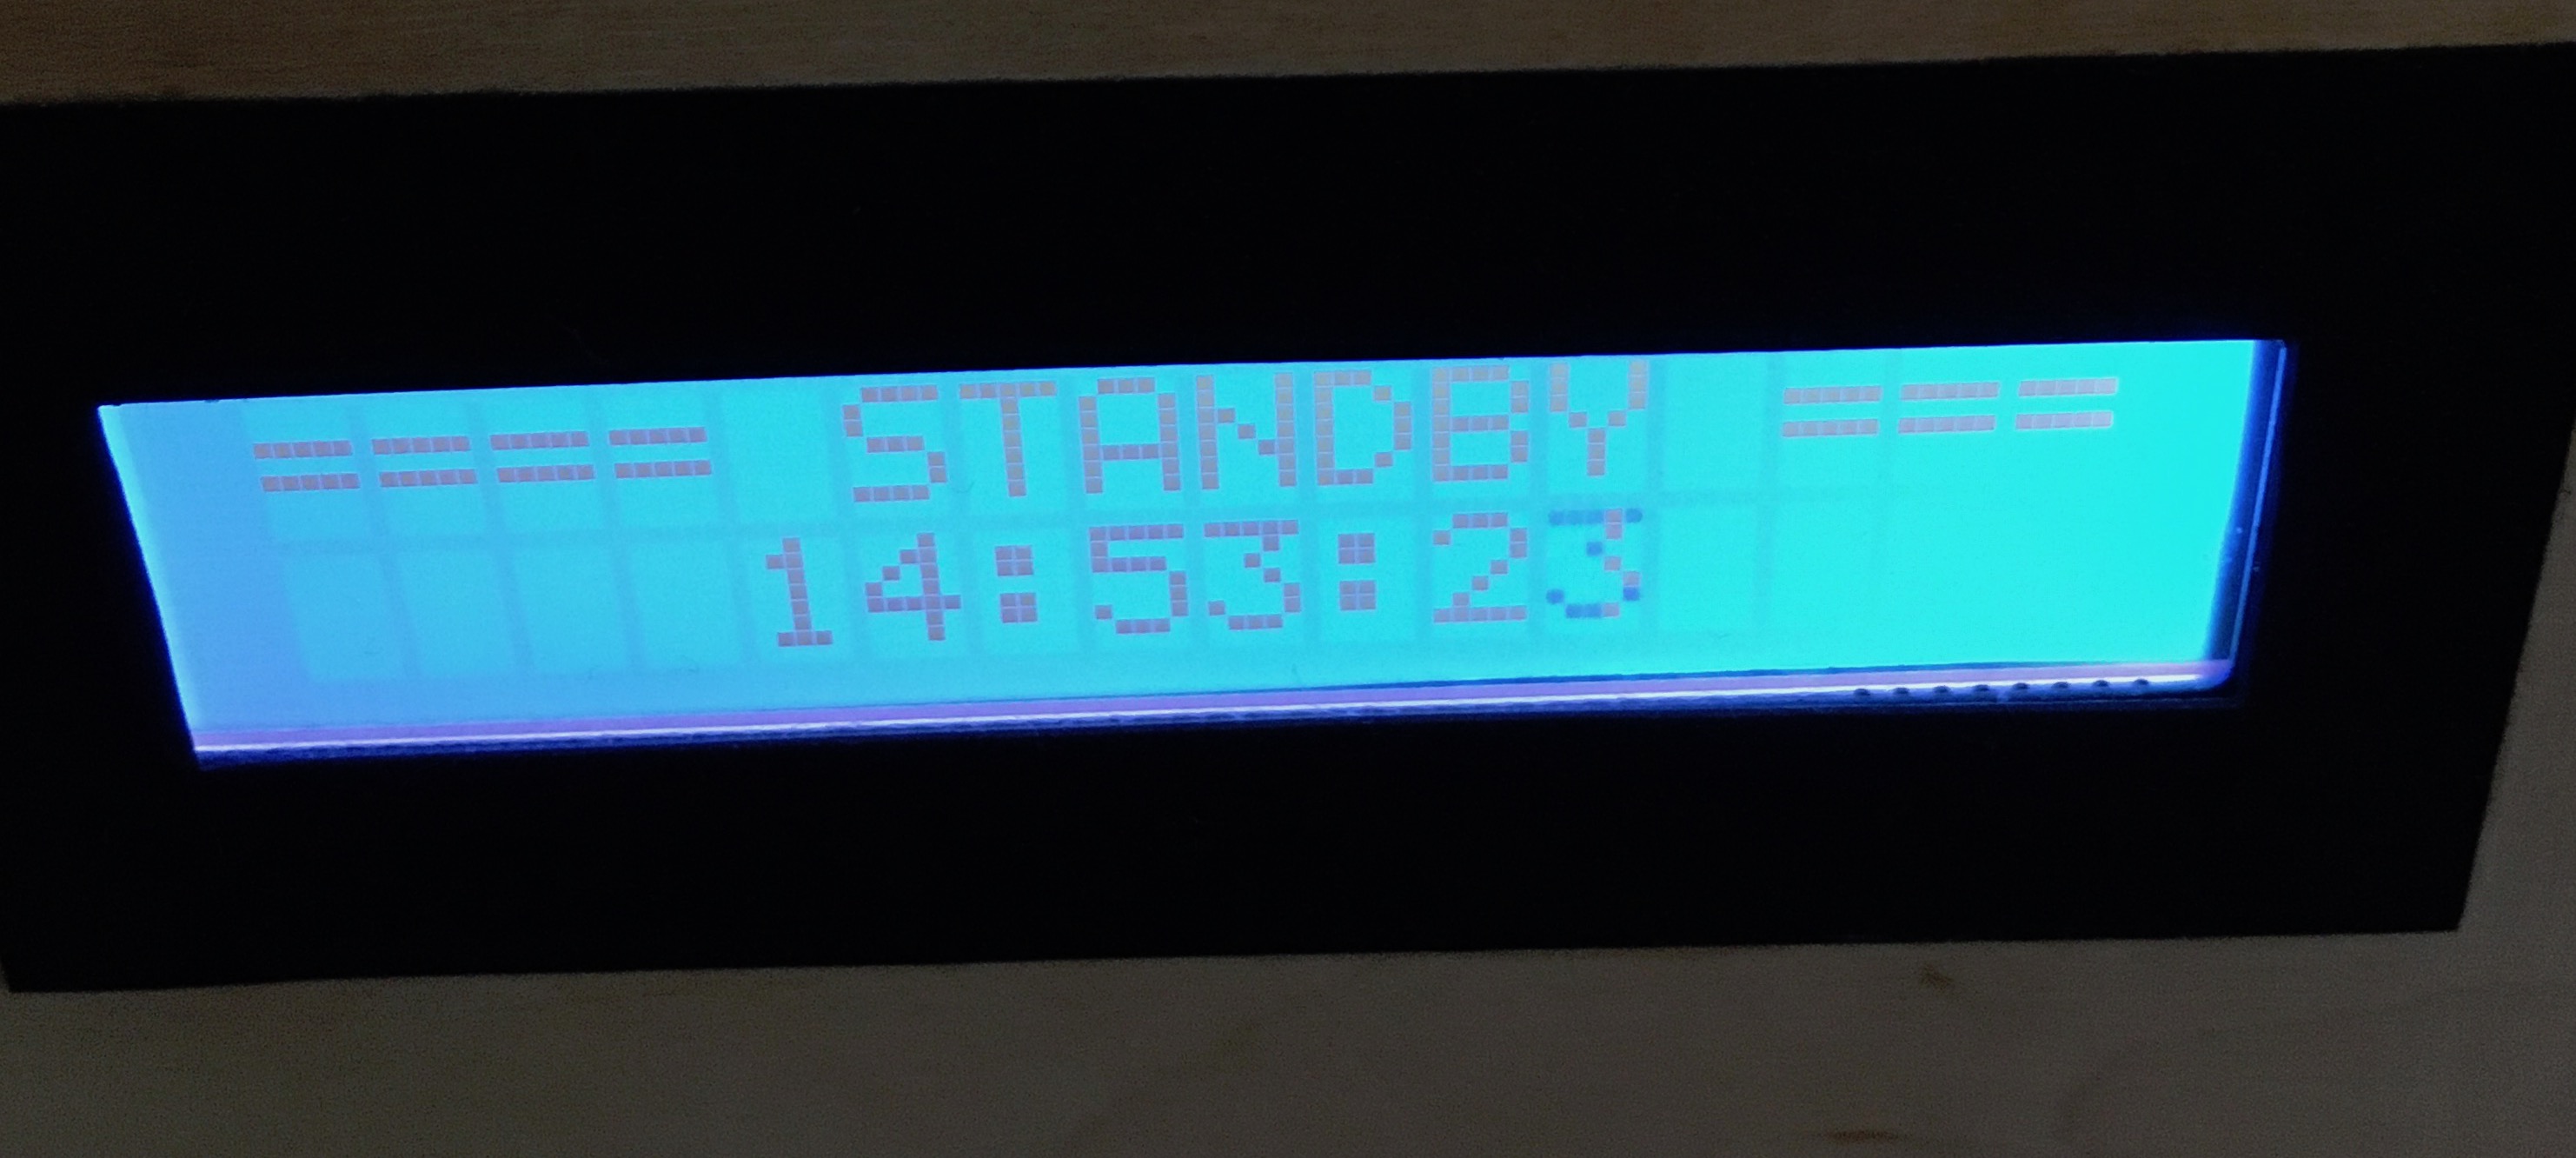 ==== STANDBY ===
14:53:23